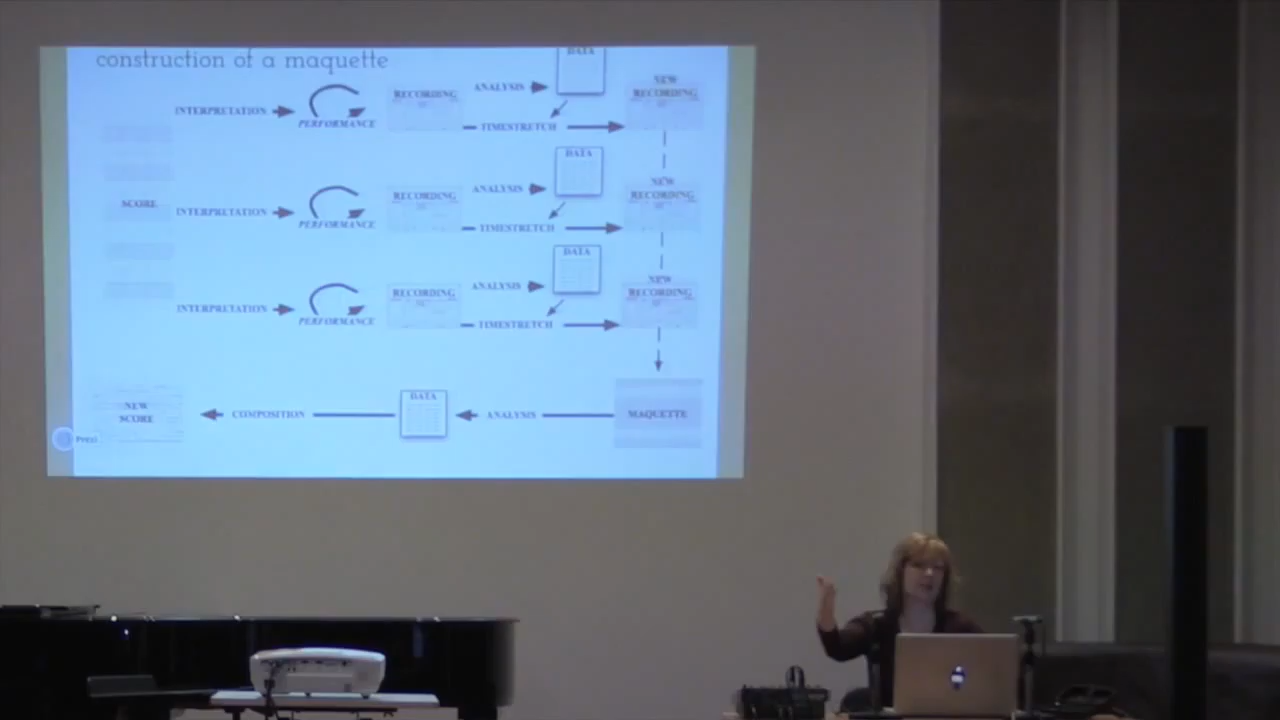 construction of a maquette
DATA
INTERPRETATION
PERFORMANCE
RECORDING
ANALYSIS
TIMESTRETCH
NEW
RECORDING
SCORE
INTERPRETATION
PERFORMANCE
RECORDING
ANALYSIS
DATA
TIMESTRETCH
NEW
RECORDING
INTERPRETATION
PERFORMANCE
RECORDING
ANALYSIS
DATA
TIMESTRETCH
NEW
RECORDING
NEW
SCORE
COMPOSITION
DATA
ANALYSIS
MAQUETTE
Prezi